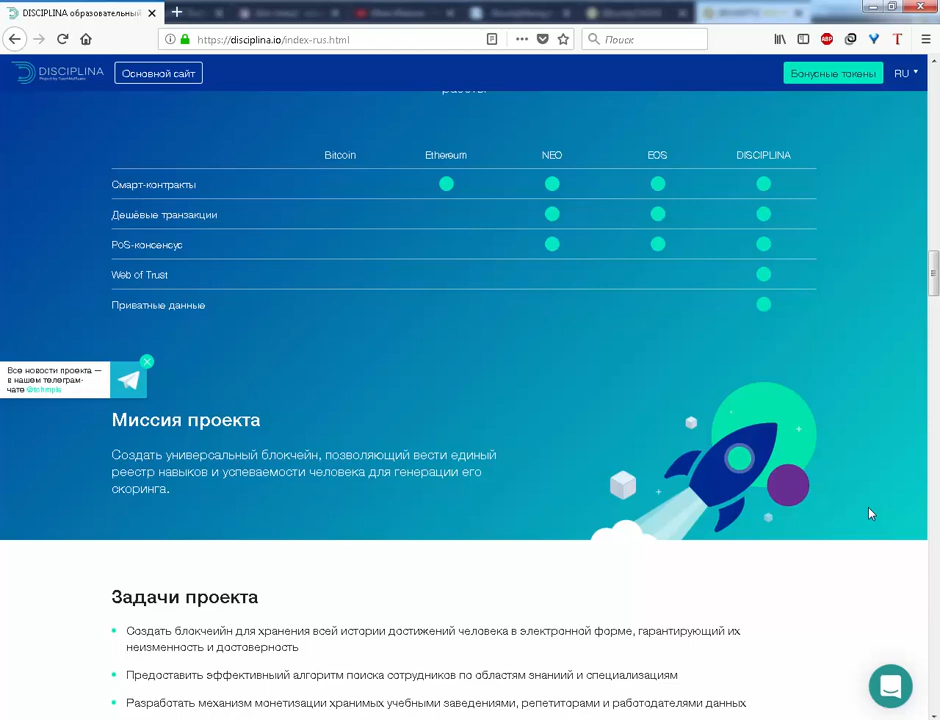 DISCIPLINA образовательный
https://disciplina.io/index-rus.html
Поиск
ABP
DISCIPLINA
Основной сайт
Бонусные токены
RU
работы
Bitcoin Ethereum NEO EOS DISCIPLINA
Смарт-контракты
Дешёвые транзакции
PoS-консенсус
Web of Trust
Приватные данные
Все новости проекта —
в нашем телеграм-
чате @tchmpls
Миссия проекта
Создать универсальный блокчейн, позволяющий вести единый
реестр навыков и успеваемости человека для генерации его
скоринга.
Задачи проекта
Создать блокчейн для хранения всей истории достижений человека в электронной форме, гарантирующий их
неизменность и достоверность
Предоставить эффективный алгоритм поиска сотрудников по областям знаний и специализациям
Разработать механизм монетизации хранимых учебными заведениями, репетиторами и работодателями данных